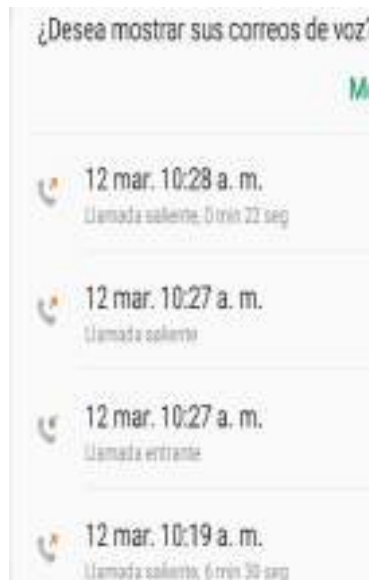 ¿Desea mostrar sus correos de voz?
12 mar. 10:28 a. m.
Llamada saliente, 0 min 22 seg
12 mar. 10:27 a. m.
Llamada saliente
12 mar. 10:27 a. m.
Llamada entrante
12 mar. 10:19 a. m.
Llamada saliente, 6 min 30 seg